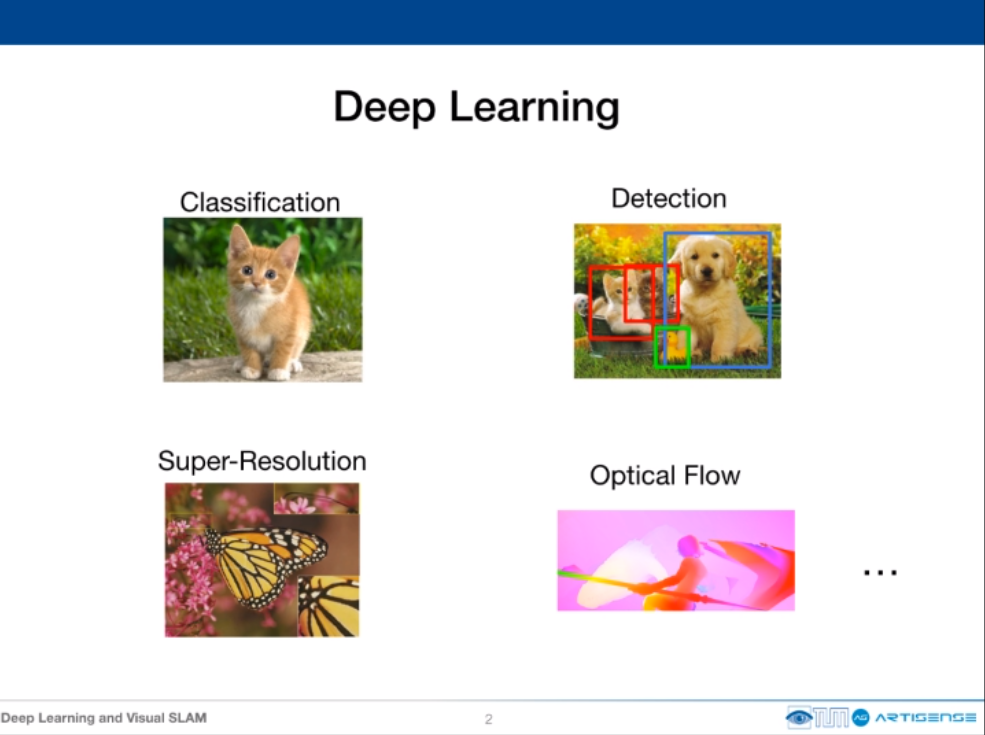 Deep Learning
Classification
Detection
Super-Resolution
Optical Flow
...
Deep Learning and Visual SLAM
2
TUM
AG
ARTISENSE